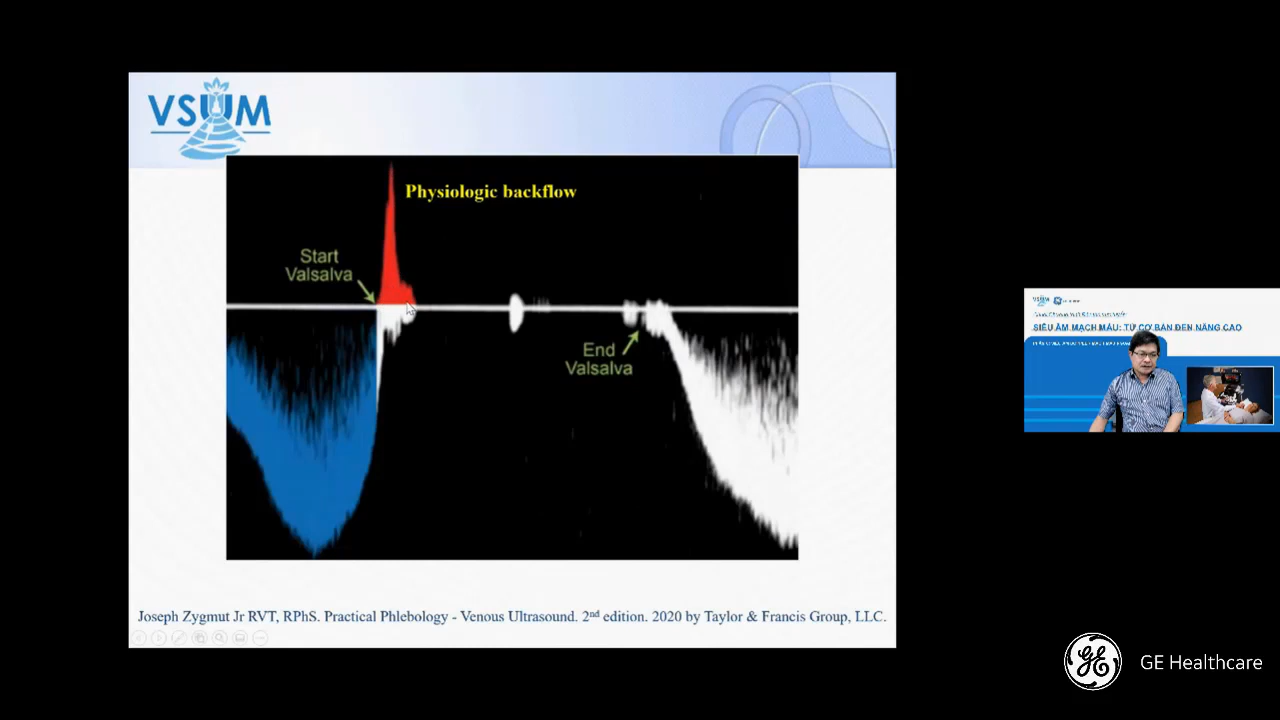 VSUM
Physiologic backflow
Start
Valsalva
End
Valsalva
Joseph Zygmut Jr RVT, RPhS. Practical Phlebology - Venous Ultrasound. 2nd edition. 2020 by Taylor & Francis Group, LLC.
VSUM
SIÊU ÂM MẠCH MÁU: TỪ CƠ BẢN ĐẾN NÂNG CAO
GE Healthcare